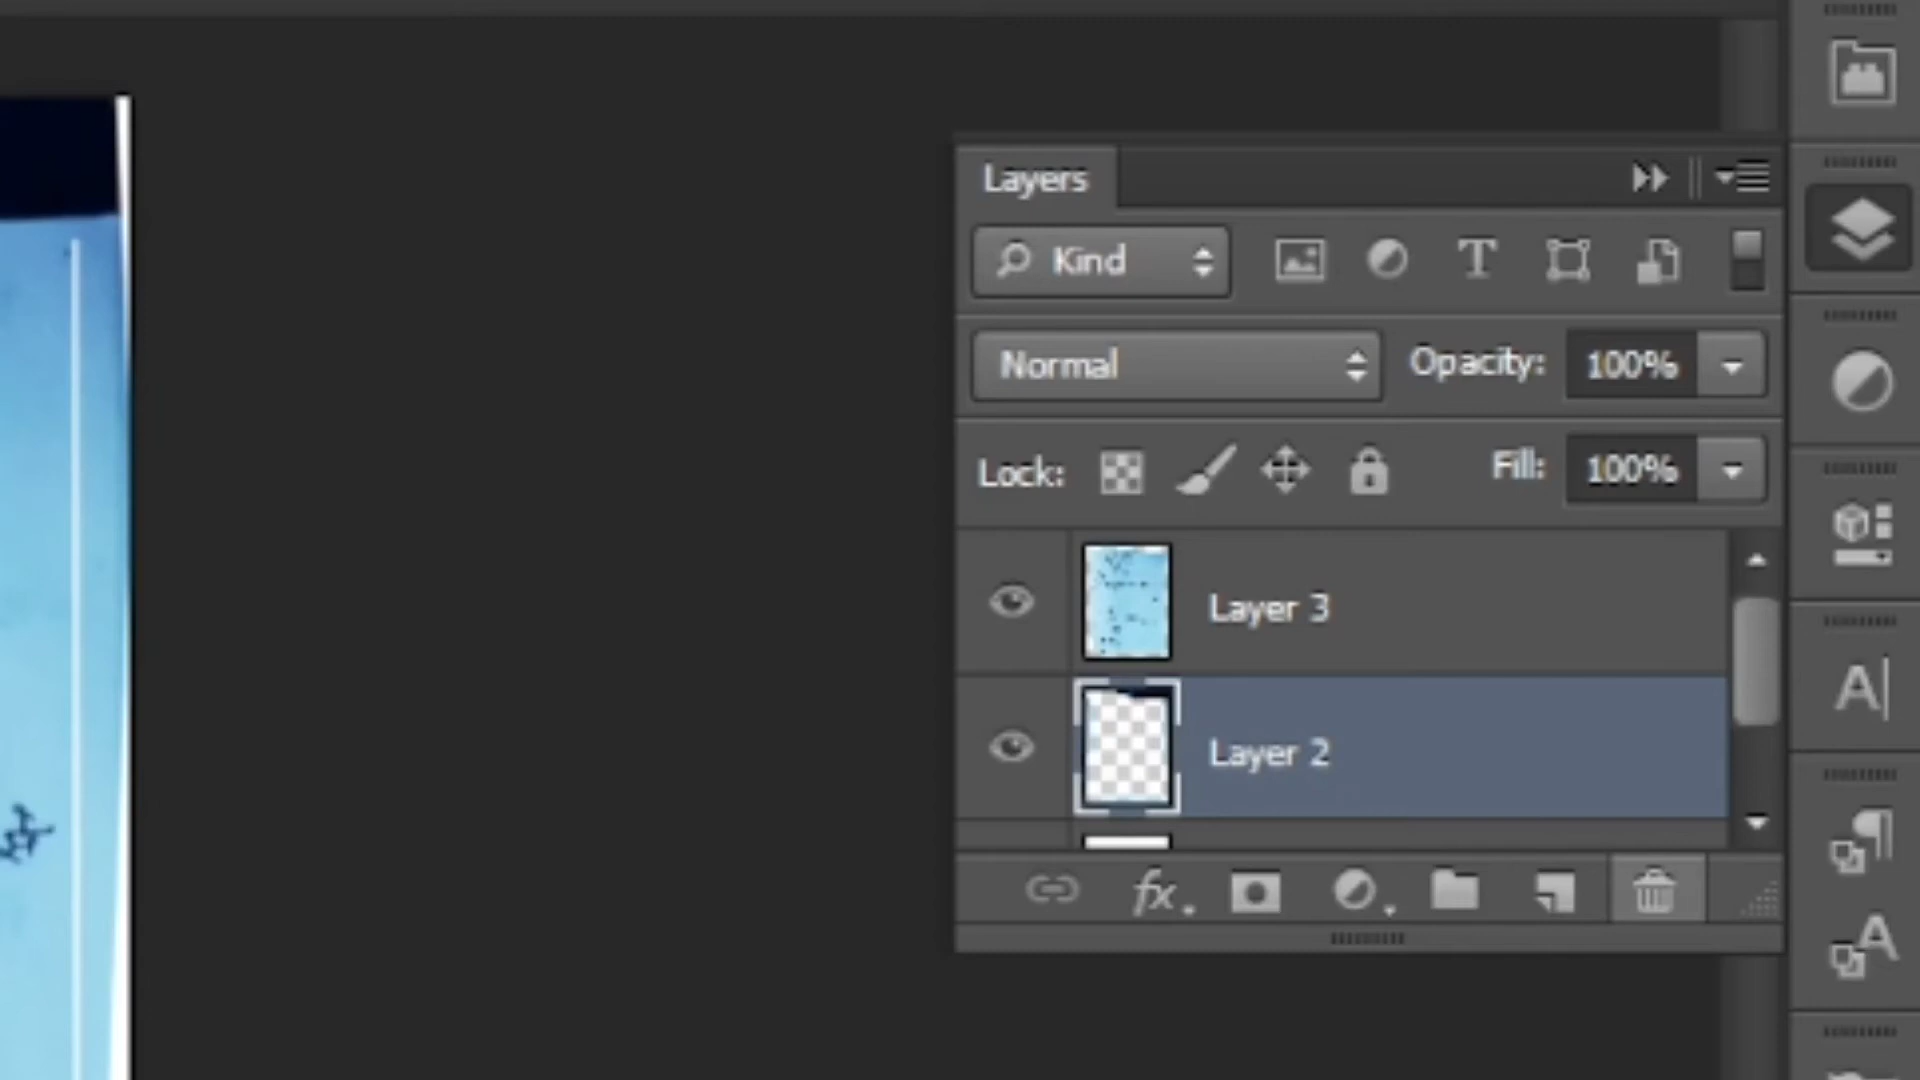 Layers
Kind
Normal
Opacity: 100%
Lock:
Fill: 100%
Layer 3
Layer 2
fx